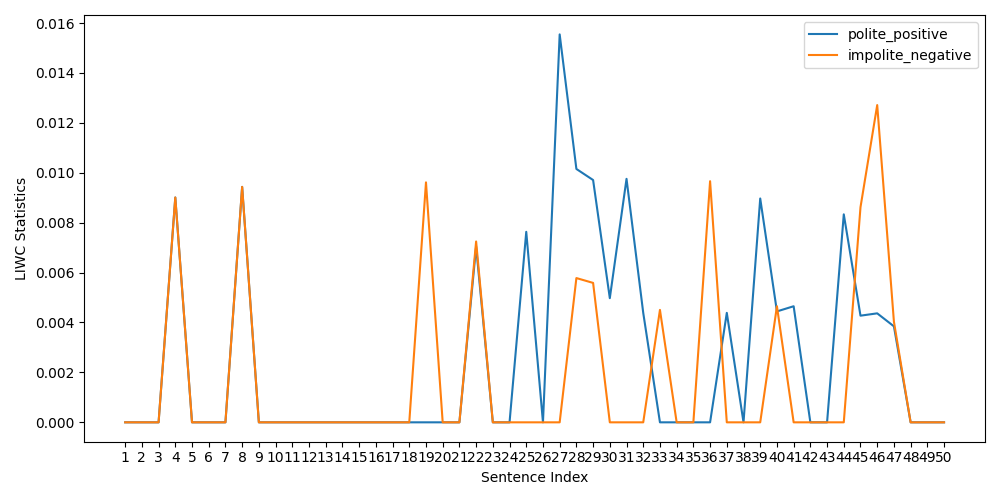 polite_positive
impolite_negative
0.016
0.014
0.012
0.010
0.008
0.006
0.004
0.002
0.000
LIWC Statistics
1 2 3 4 5 6 7 8 9 10 11 12 13 14 15 16 17 18 19 20 21 22 23 24 25 26 27 28 29 30 31 32 33 34 35 36 37 38 39 40 41 42 43 44 45 46 47 48 49 50
Sentence Index